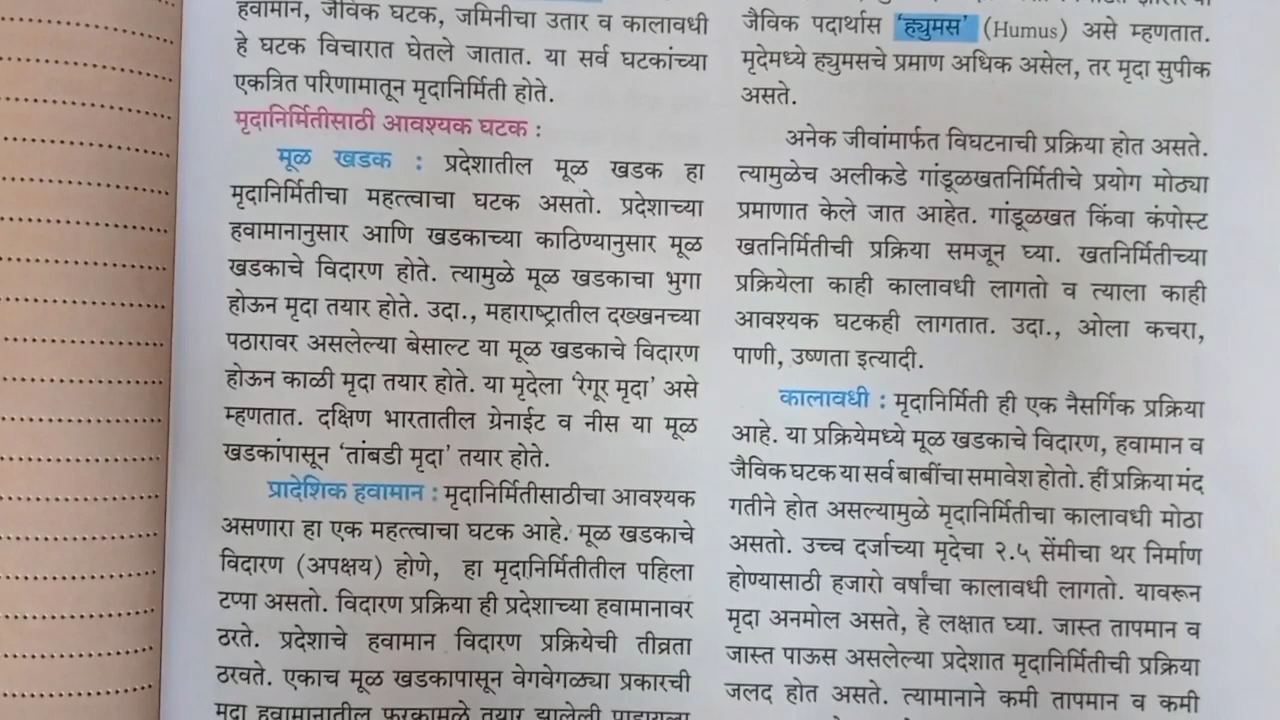 हवामान, जैविक घटक, जमिनीचा उतार व कालावधी
हे घटक विचारात घेतले जातात. या सर्व घटकांच्या
एकत्रित परिणामातून मृदानिर्मिती होते.
मृदानिर्मितीसाठी आवश्यक घटक :
मूळ खडक : प्रदेशातील मूळ खडक हा
मृदानिर्मितीचा महत्त्वाचा घटक असतो. प्रदेशाच्या
हवामानानुसार आणि खडकाच्या काठिण्यानुसार मूळ
खडकाचे विदारण होते. त्यामुळे मूळ खडकाचा भुगा
होऊन मृदा तयार होते. उदा., महाराष्ट्रातील दख्खनच्या
पठारावर असलेल्या बेसाल्ट या मूळ खडकाचे विदारण
होऊन काळी मृदा तयार होते. या मृदेला ‘रेगूर मृदा’ असे
म्हणतात. दक्षिण भारतातील ग्रेनाईट व नीस या मूळ
खडकांपासून ‘तांबडी मृदा’ तयार होते.
प्रादेशिक हवामान : मृदानिर्मितीसाठीचा आवश्यक
असणारा हा एक महत्त्वाचा घटक आहे. मूळ खडकाचे
विदारण (अपक्षय) होणे, हा मृदानिर्मितीतील पहिला
टप्पा असतो. विदारण प्रक्रिया ही प्रदेशाच्या हवामानावर
ठरते. प्रदेशाचे हवामान विदारण प्रक्रियेची तीव्रता
ठरवते. एकाच मूळ खडकापासून वेगवेगळ्या प्रकारची
मृदा हवामानातील फरकामुळे तयार झालेली
जैविक पदार्थास ‘ह्युमस’ (Humus) असे म्हणतात.
मृदेमध्ये ह्युमसचे प्रमाण अधिक असेल, तर मृदा सुपीक
असते.
अनेक जीवांमार्फत विघटनाची प्रक्रिया होत असते.
त्यामुळेच अलीकडे गांडूळखतनिर्मितीचे प्रयोग मोठ्या
प्रमाणात केले जात आहेत. गांडूळखत किंवा कंपोस्ट
खतनिर्मितीची प्रक्रिया समजून घ्या. खतनिर्मितीच्या
प्रक्रियेला काही कालावधी लागतो व त्याला काही
आवश्यक घटकही लागतात. उदा., ओला कचरा,
पाणी, उष्णता इत्यादी.
कालावधी : मृदानिर्मिती ही एक नैसर्गिक प्रक्रिया
आहे. या प्रक्रियेमध्ये मूळ खडकाचे विदारण, हवामान व
जैविक घटक या सर्व बाबींचा समावेश होतो. ही प्रक्रिया मंद
गतीने होत असल्यामुळे मृदानिर्मितीचा कालावधी मोठा
असतो. उच्च दर्जाच्या मृदेचा २.५ सेंमीचा थर निर्माण
होण्यासाठी हजारो वर्षांचा कालावधी लागतो. यावरून
मृदा अनमोल असते, हे लक्षात घ्या. जास्त तापमान व
जास्त पाऊस असलेल्या प्रदेशात मृदानिर्मितीची प्रक्रिया
जलद होत असते. त्यामानाने कमी तापमान व कमी